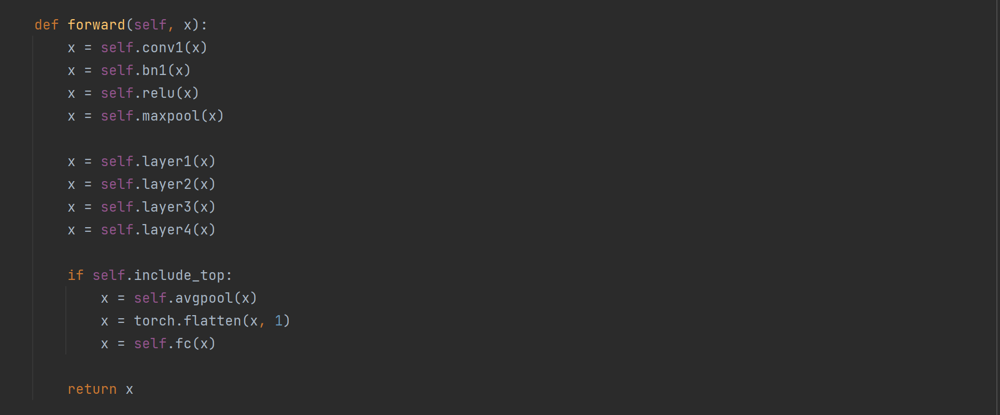 def forward(self, x):
    x = self.conv1(x)
    x = self.bn1(x)
    x = self.relu(x)
    x = self.maxpool(x)

    x = self.layer1(x)
    x = self.layer2(x)
    x = self.layer3(x)
    x = self.layer4(x)

    if self.include_top:
        x = self.avgpool(x)
        x = torch.flatten(x, 1)
        x = self.fc(x)

    return x